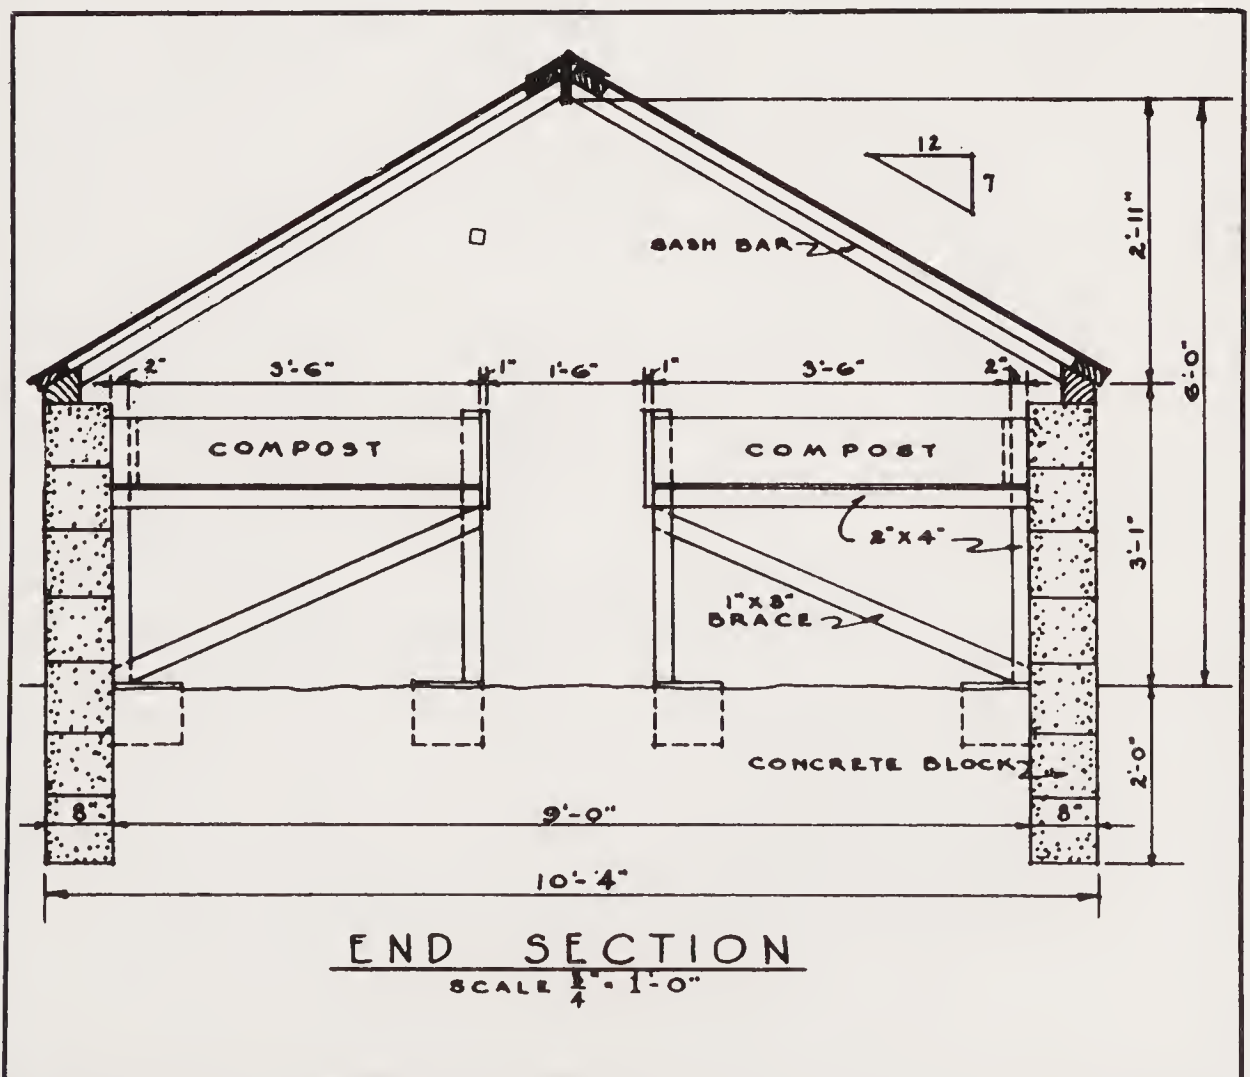 12
7
2'-11"
SASH BAR
6'-0"
2" 3'-6" 1" 1'-6" 1" 3'-6" 2"
COMPOST
COMPOST
2"X4"
3'-1"
1"X3"
BRACE
CONCRETE BLOCK
2'-0"
8" 9'-0" 8"
10'-4"
END SECTION
SCALE 3/4" = 1'-0"